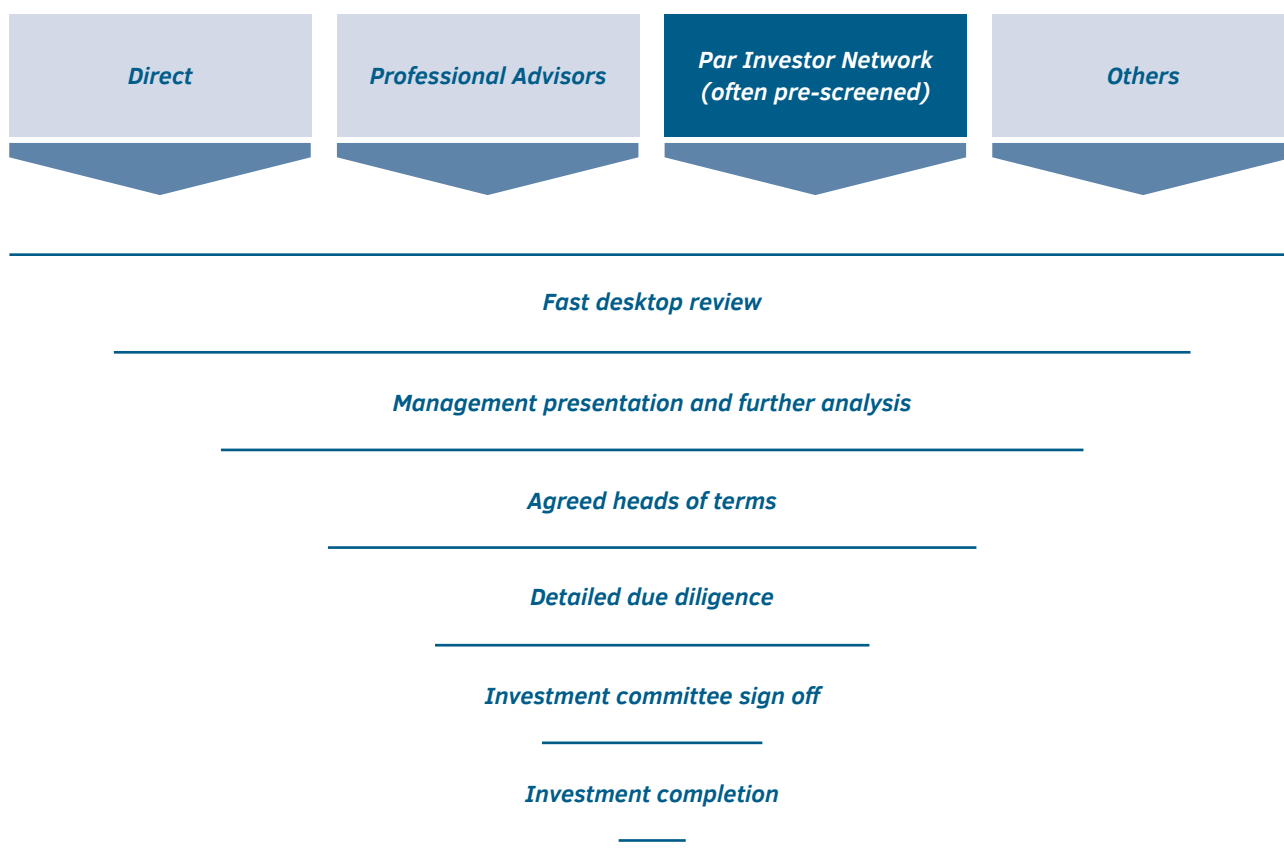 Direct
Professional Advisors
Par Investor Network
(often pre-screened)
Others
Fast desktop review
Management presentation and further analysis
Agreed heads of terms
Detailed due diligence
Investment committee sign off
Investment completion